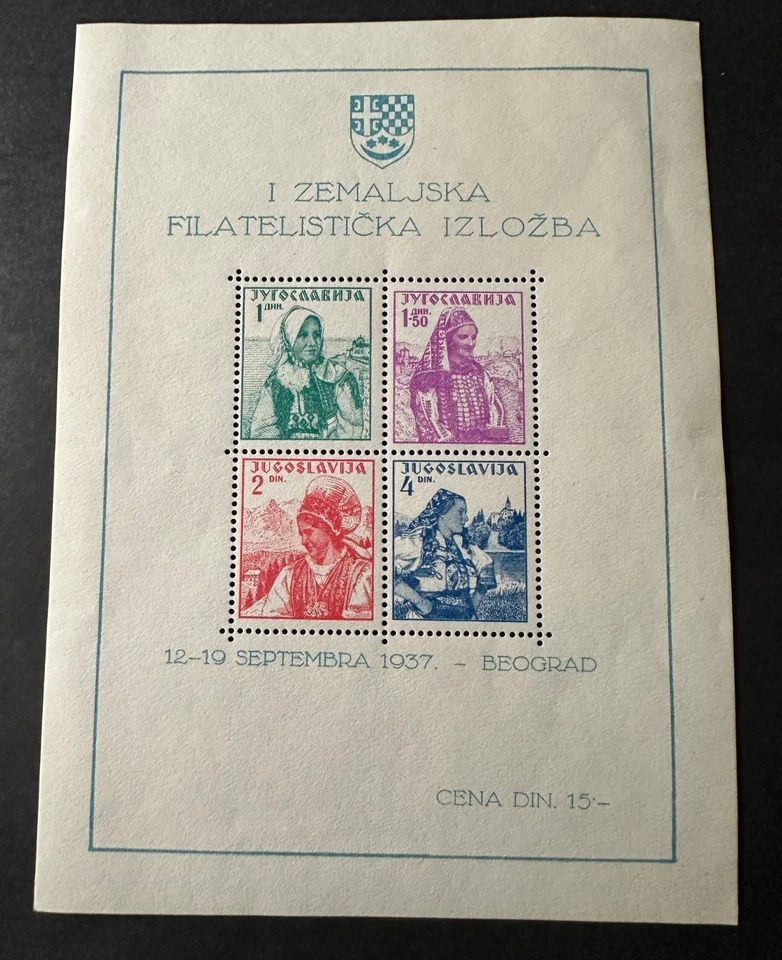 I ZEMALJSKA
FILATELISTIČKA IZLOŽBA
ЈУГОСЛАВИЈА
1 ДИН.
ЈУГОСЛАВИЈА
1·50 ДИН.
JUGOSLAVIJA
2 DIN.
JUGOSLAVIJA
4 DIN.
12–19 SEPTEMBRA 1937. – BEOGRAD
CENA DIN. 15·–